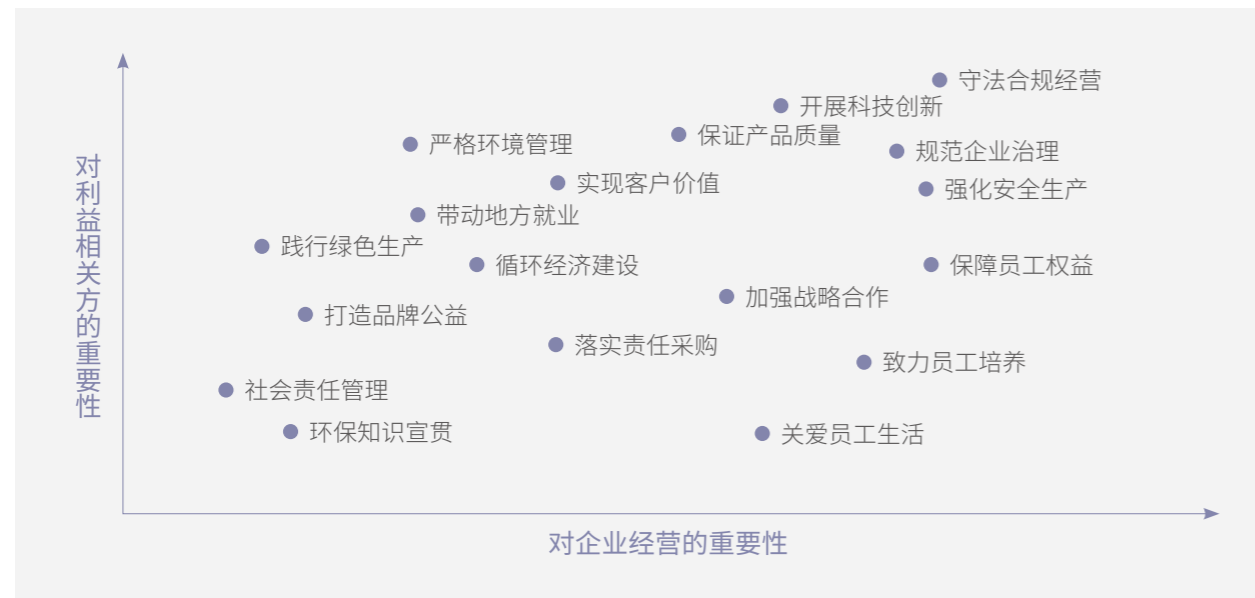 对利益相关方的重要性
守法合规经营
开展科技创新
保证产品质量
严格环境管理
规范企业治理
实现客户价值
强化安全生产
带动地方就业
践行绿色生产
循环经济建设
保障员工权益
加强战略合作
打造品牌公益
落实责任采购
致力员工培养
社会责任管理
环保知识宣贯
关爱员工生活
对企业经营的重要性